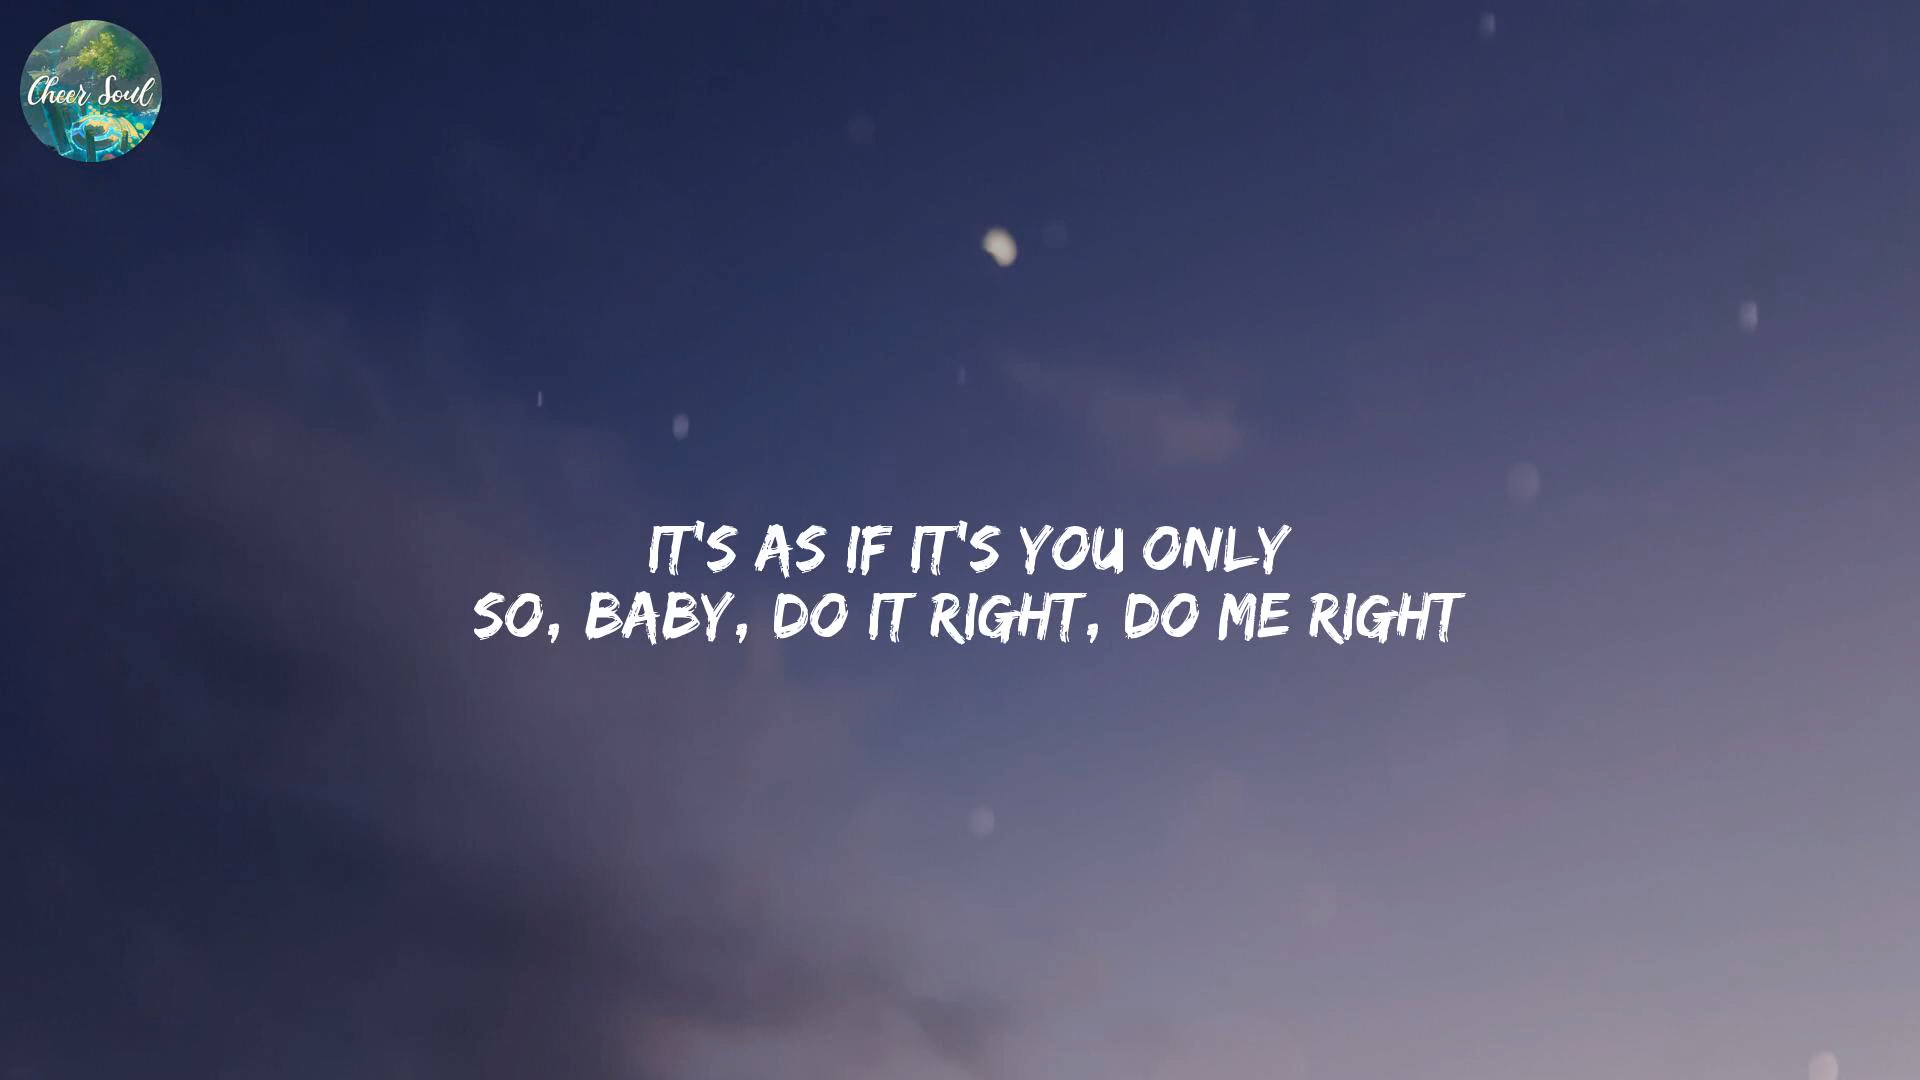 Cheer Soul
IT'S AS IF IT'S YOU ONLY
SO, BABY, DO IT RIGHT, DO ME RIGHT